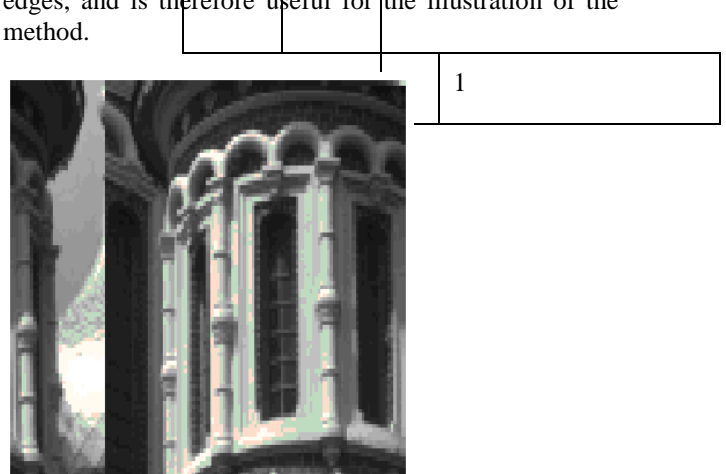 edges, and is therefore useful for the illustration of the
method.
1